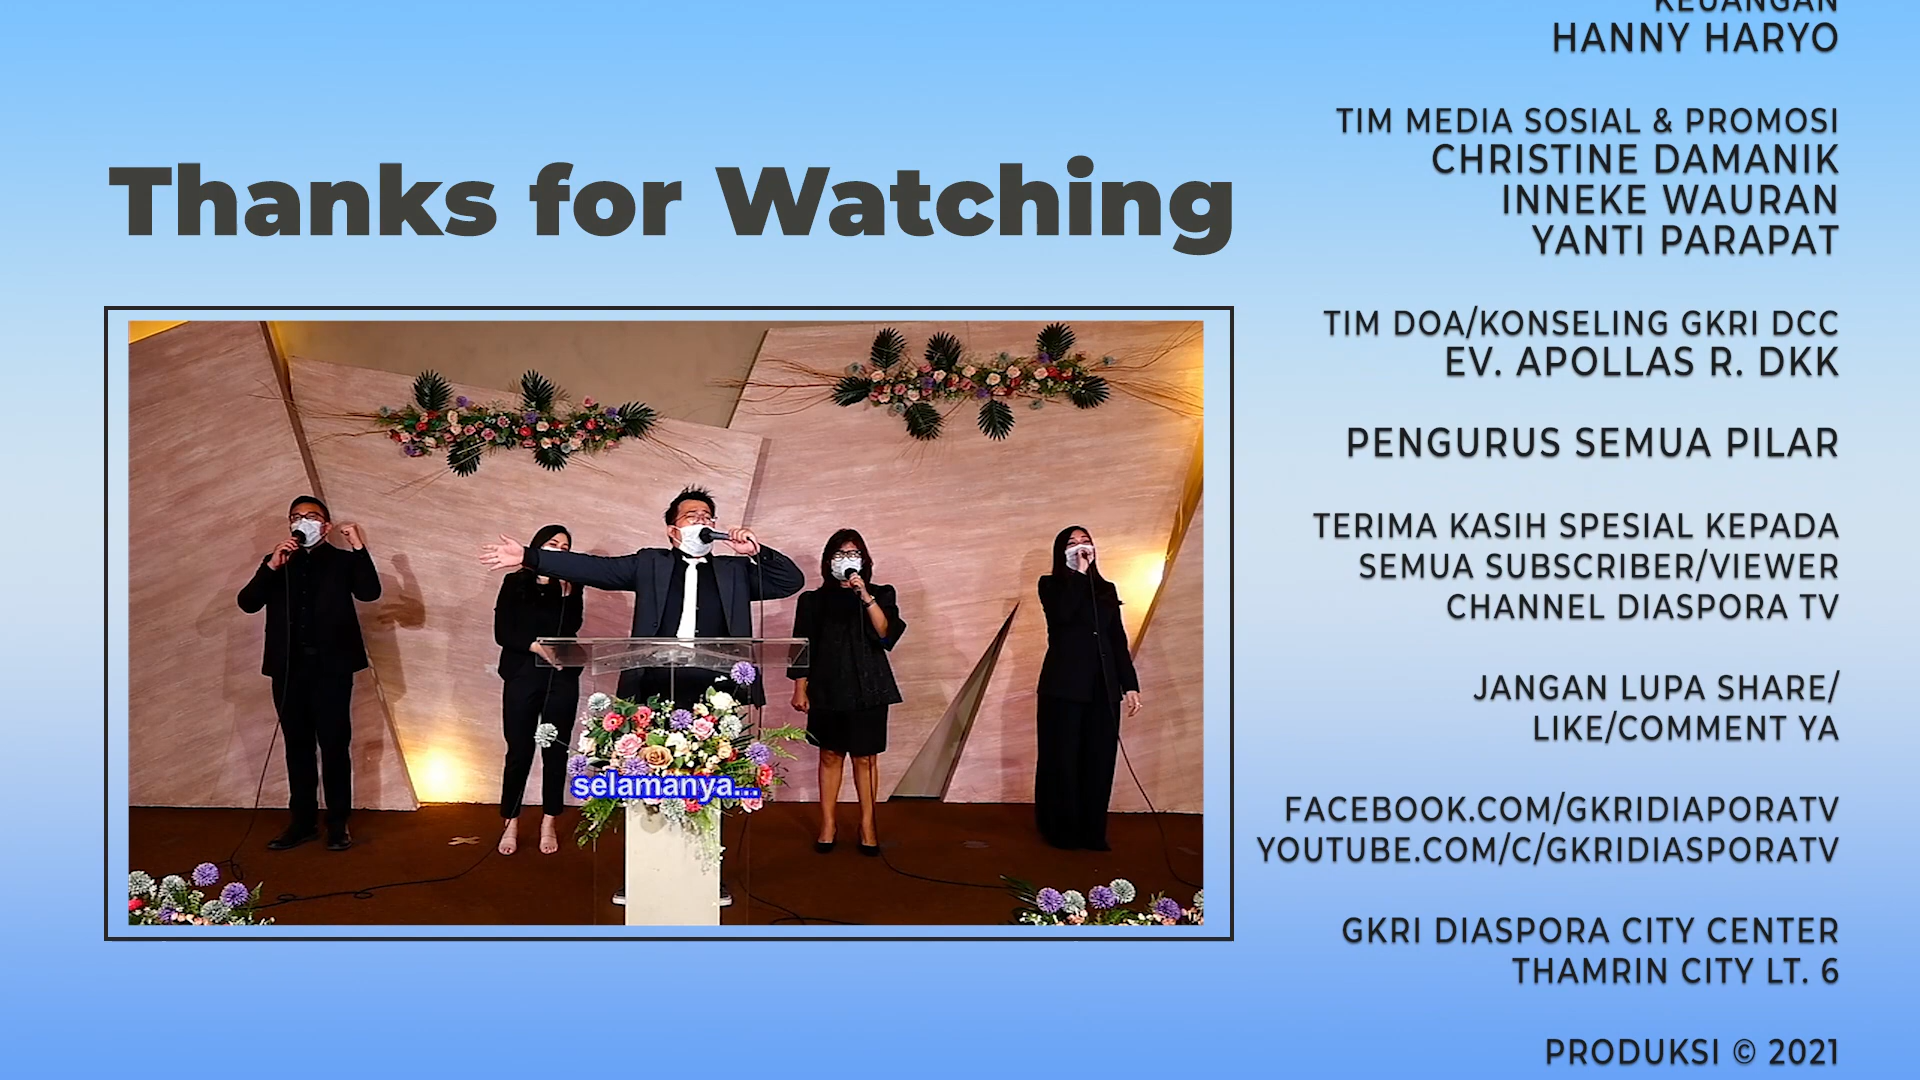 Thanks for Watching
selamanya...
KEUANGAN
HANNY HARYO
TIM MEDIA SOSIAL & PROMOSI
CHRISTINE DAMANIK
INNEKE WAURAN
YANTI PARAPAT
TIM DOA/KONSELING GKRI DCC
EV. APOLLAS R. DKK
PENGURUS SEMUA PILAR
TERIMA KASIH SPESIAL KEPADA
SEMUA SUBSCRIBER/VIEWER
CHANNEL DIASPORA TV
JANGAN LUPA SHARE/
LIKE/COMMENT YA
FACEBOOK.COM/GKRIDIAPORATV
YOUTUBE.COM/C/GKRIDIASPORATV
GKRI DIASPORA CITY CENTER
THAMRIN CITY LT. 6
PRODUKSI © 2021